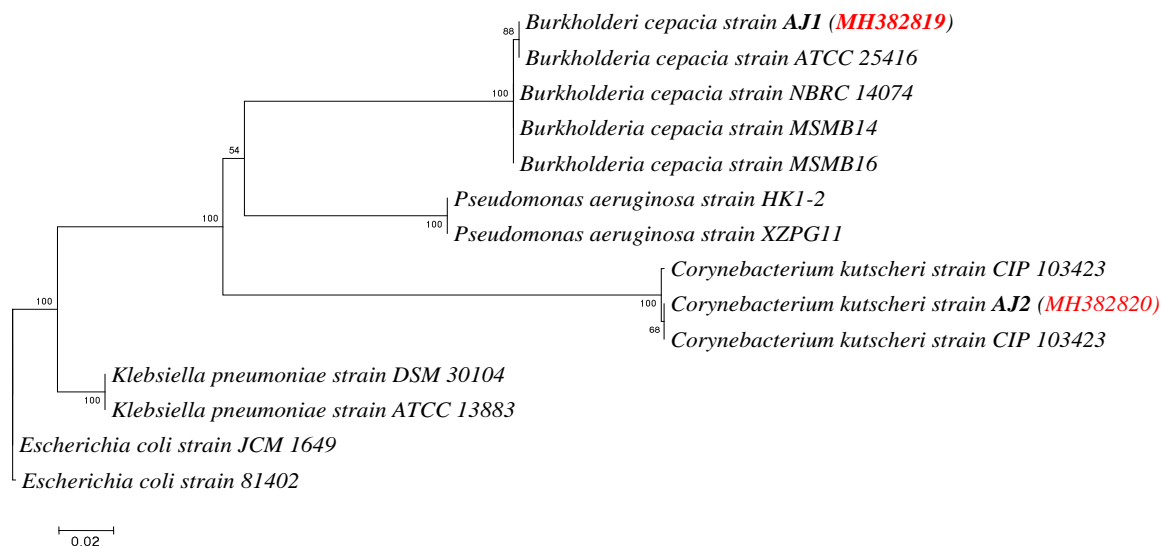 Burkholderi cepacia strain AJ1 (MH382819)
88
Burkholderia cepacia strain ATCC 25416
100
Burkholderia cepacia strain NBRC 14074
Burkholderia cepacia strain MSMB14
54
Burkholderia cepacia strain MSMB16
Pseudomonas aeruginosa strain HK1-2
100
100
Pseudomonas aeruginosa strain XZPG11
Corynebacterium kutscheri strain CIP 103423
100
100
Corynebacterium kutscheri strain AJ2 (MH382820)
68
Corynebacterium kutscheri strain CIP 103423
Klebsiella pneumoniae strain DSM 30104
100
Klebsiella pneumoniae strain ATCC 13883
Escherichia coli strain JCM 1649
Escherichia coli strain 81402
0.02